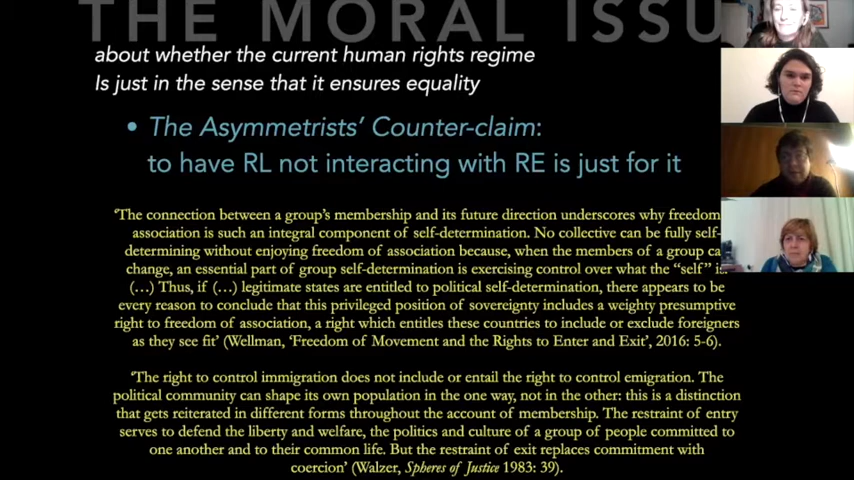 THE MORAL ISSU
about whether the current human rights regime
Is just in the sense that it ensures equality
• The Asymmetrists' Counter-claim:
to have RL not interacting with RE is just for it
'The connection between a group's membership and its future direction underscores why freedom
association is such an integral component of self-determination. No collective can be fully self-
determining without enjoying freedom of association because, when the members of a group ca
change, an essential part of group self-determination is exercising control over what the "self" is.
(…) Thus, if (…) legitimate states are entitled to political self-determination, there appears to be
every reason to conclude that this privileged position of sovereignty includes a weighty presumptive
right to freedom of association, a right which entitles these countries to include or exclude foreigners
as they see fit' (Wellman, 'Freedom of Movement and the Rights to Enter and Exit', 2016: 5-6).
'The right to control immigration does not include or entail the right to control emigration. The
political community can shape its own population in the one way, not in the other: this is a distinction
that gets reiterated in different forms throughout the account of membership. The restraint of entry
serves to defend the liberty and welfare, the politics and culture of a group of people committed to
one another and to their common life. But the restraint of exit replaces commitment with
coercion' (Walzer, Spheres of Justice 1983: 39).